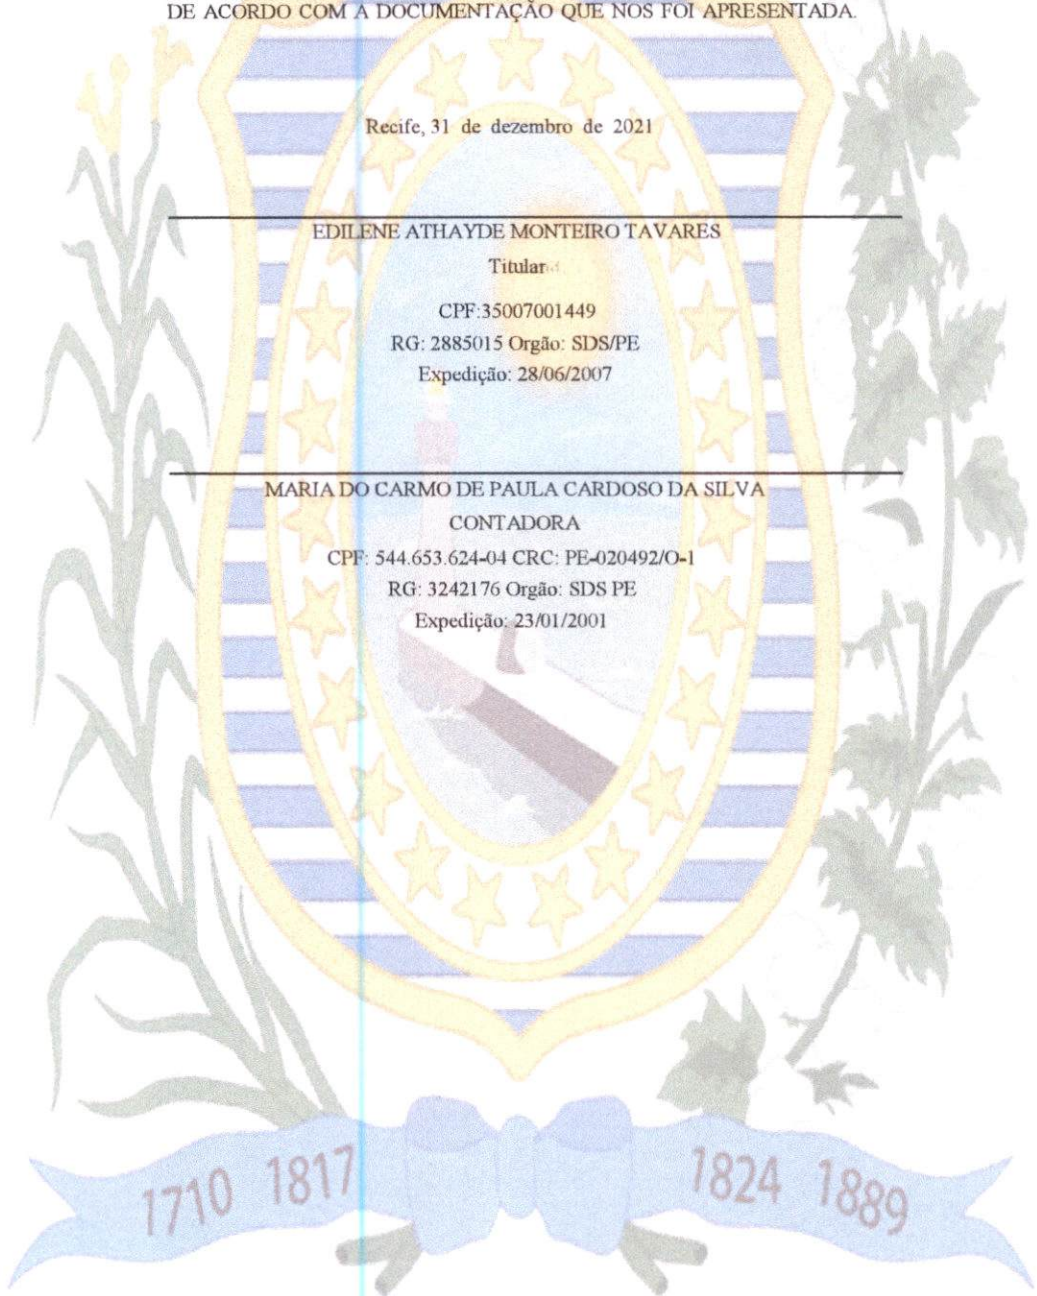 DE ACORDO COM A DOCUMENTAÇÃO QUE NOS FOI APRESENTADA.
Recife, 31 de dezembro de 2021
EDILENE ATHAYDE MONTEIRO TAVARES
Titular
CPF:35007001449
RG: 2885015 Orgão: SDS/PE
Expedição: 28/06/2007
MARIA DO CARMO DE PAULA CARDOSO DA SILVA
CONTADORA
CPF: 544.653.624-04 CRC: PE-020492/O-1
RG: 3242176 Orgão: SDS PE
Expedição: 23/01/2001
1710 1817 1824 1889